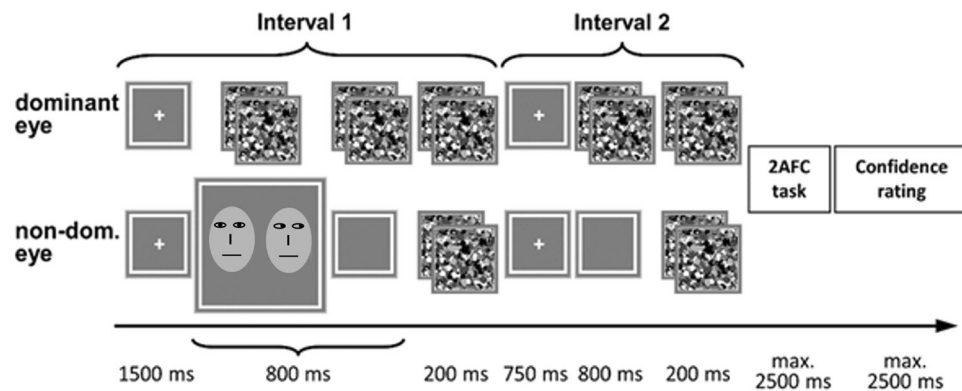 Interval 1
Interval 2
dominant
eye
2AFC
task
Confidence
rating
non-dom.
eye
1500 ms
800 ms
200 ms
750 ms
800 ms
200 ms
max.
2500 ms
max.
2500 ms